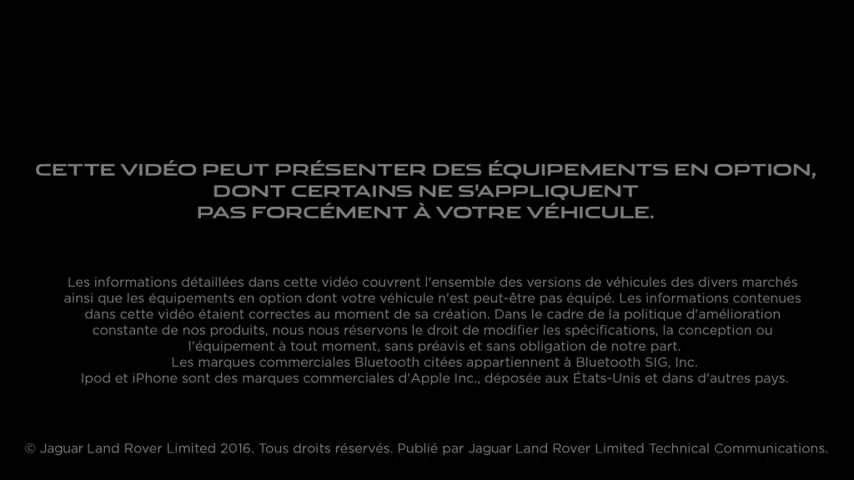 CETTE VIDÉO PEUT PRÉSENTER DES ÉQUIPEMENTS EN OPTION,
DONT CERTAINS NE S'APPLIQUENT
PAS FORCÉMENT À VOTRE VÉHICULE.
Les informations détaillées dans cette vidéo couvrent l'ensemble des versions de véhicules des divers marchés
ainsi que les équipements en option dont votre véhicule n'est peut-être pas équipé. Les informations contenues
dans cette vidéo étaient correctes au moment de sa création. Dans le cadre de la politique d'amélioration
constante de nos produits, nous nous réservons le droit de modifier les spécifications, la conception ou
l'équipement à tout moment, sans préavis et sans obligation de notre part.
Les marques commerciales Bluetooth citées appartiennent à Bluetooth SIG, Inc.
Ipod et iPhone sont des marques commerciales d'Apple Inc., déposée aux États-Unis et dans d'autres pays.
© Jaguar Land Rover Limited 2016. Tous droits réservés. Publié par Jaguar Land Rover Limited Technical Communications.